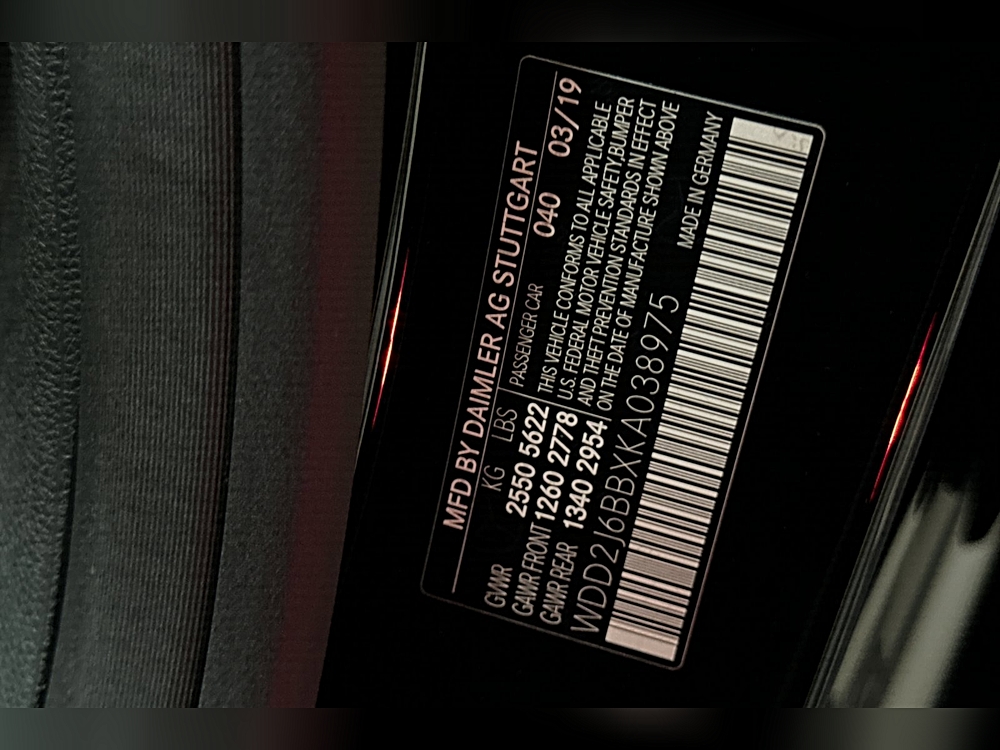 MFD BY DAIMLER AG STUTTGART
KG LBS PASSENGER CAR 040 03/19
GWR 2550 5622 THIS VEHICLE CONFORMS TO ALL APPLICABLE
GAWR FRONT 1260 2778 U.S. FEDERAL MOTOR VEHICLE SAFETY,BUMPER
GAWR REAR 1340 2954 AND THEFT PREVENTION STANDARDS IN EFFECT
ON THE DATE OF MANUFACTURE SHOWN ABOVE
WDD2J6BBXKA038975 MADE IN GERMANY